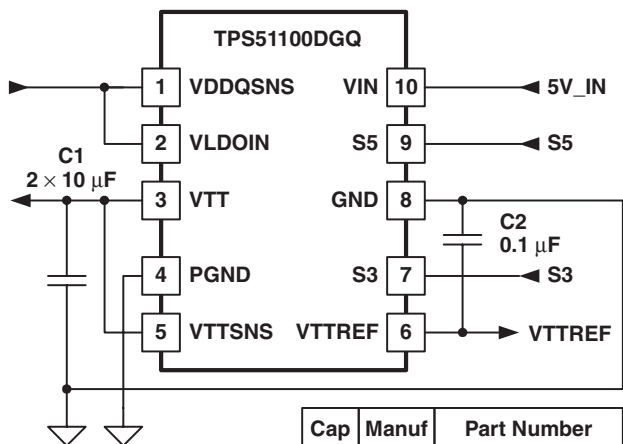 TPS51100DGQ
1 VDDQSNS VIN 10 5V_IN
2 VLDOIN S5 9 S5
C1
2 × 10 μF
3 VTT GND 8
C2
0.1 μF
4 PGND S3 7 S3
5 VTTSNS VTTREF 6 VTTREF
Cap Manuf Part Number